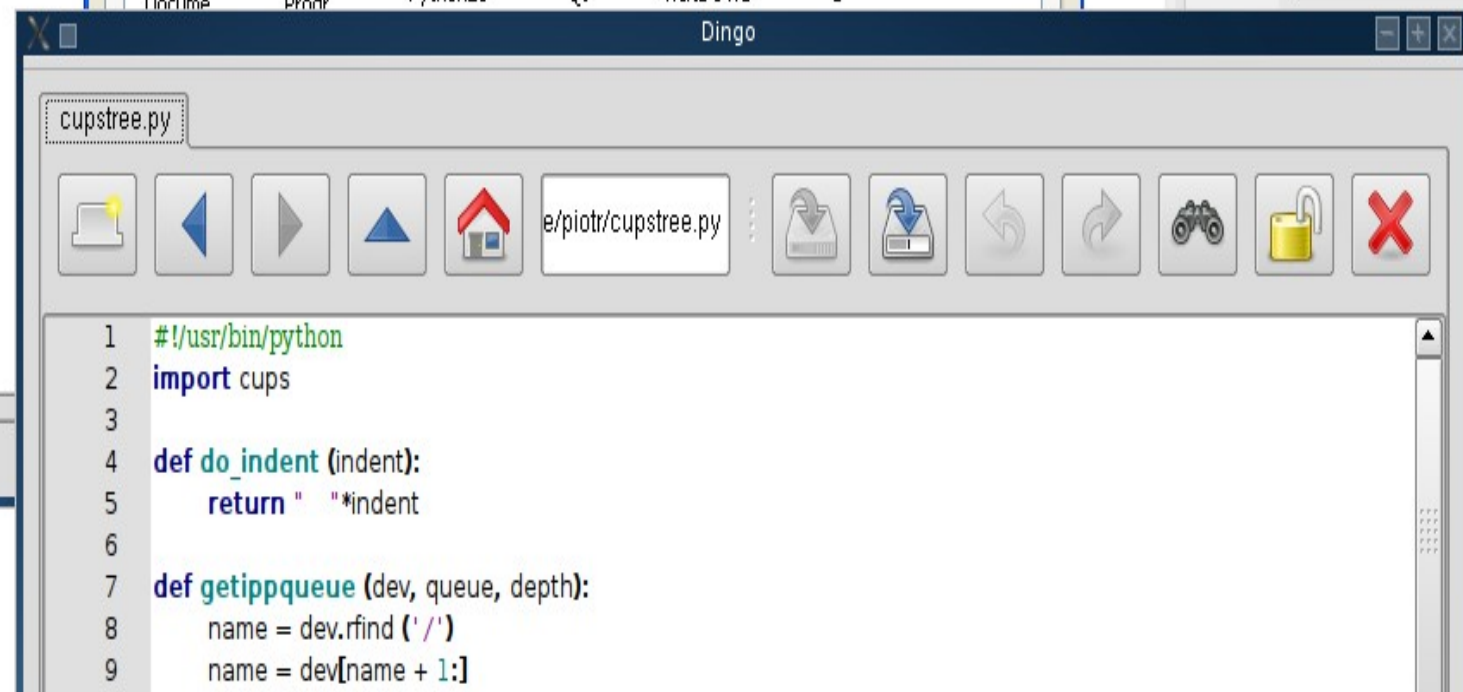 Dingo
cupstree.py
e/piotr/cupstree.py
1 #!/usr/bin/python
2 import cups
3
4 def do_indent (indent):
5     return "   "*indent
6
7 def getippqueue (dev, queue, depth):
8     name = dev.rfind ('/')
9     name = dev[name + 1:]